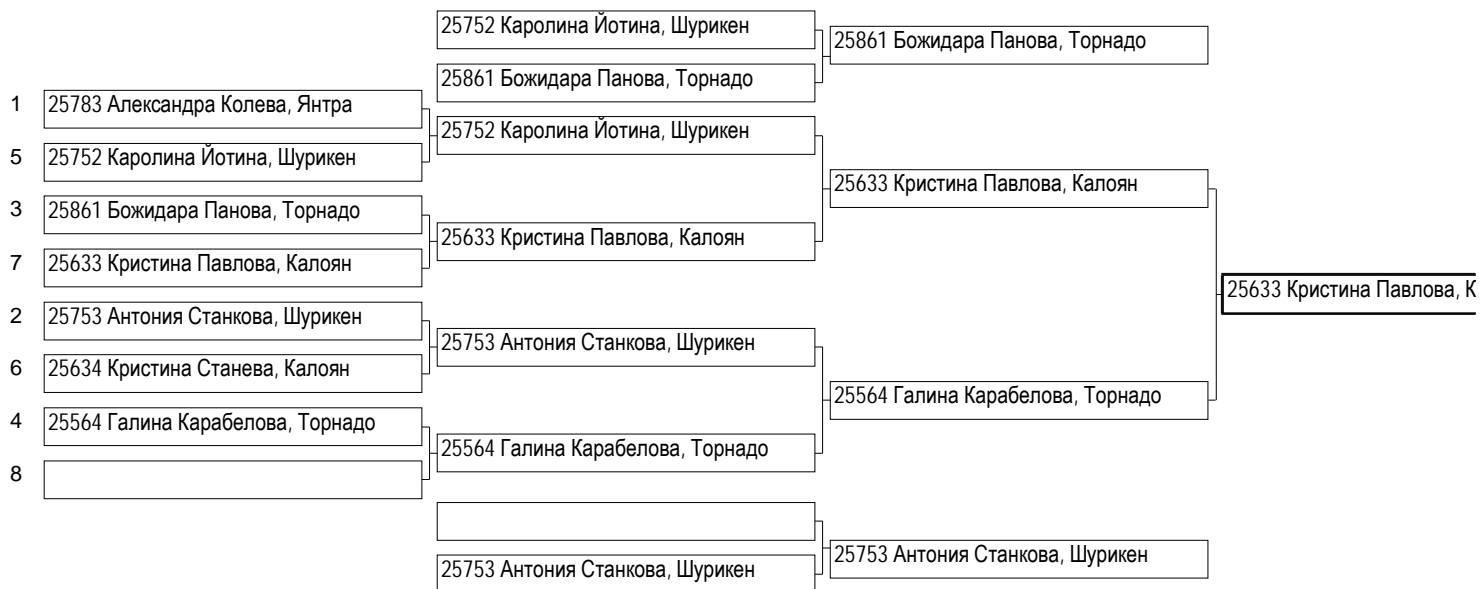 25752 Каролина Йотина, Шурикен
25861 Божидара Панова, Торнадо
25861 Божидара Панова, Торнадо
1 25783 Александра Колева, Янтра
25752 Каролина Йотина, Шурикен
5 25752 Каролина Йотина, Шурикен
25633 Кристина Павлова, Калоян
3 25861 Божидара Панова, Торнадо
25633 Кристина Павлова, Калоян
7 25633 Кристина Павлова, Калоян
25633 Кристина Павлова, К
2 25753 Антония Станкова, Шурикен
25753 Антония Станкова, Шурикен
6 25634 Кристина Станева, Калоян
25564 Галина Карабелова, Торнадо
4 25564 Галина Карабелова, Торнадо
25564 Галина Карабелова, Торнадо
8
25753 Антония Станкова, Шурикен
25753 Антония Станкова, Шурикен